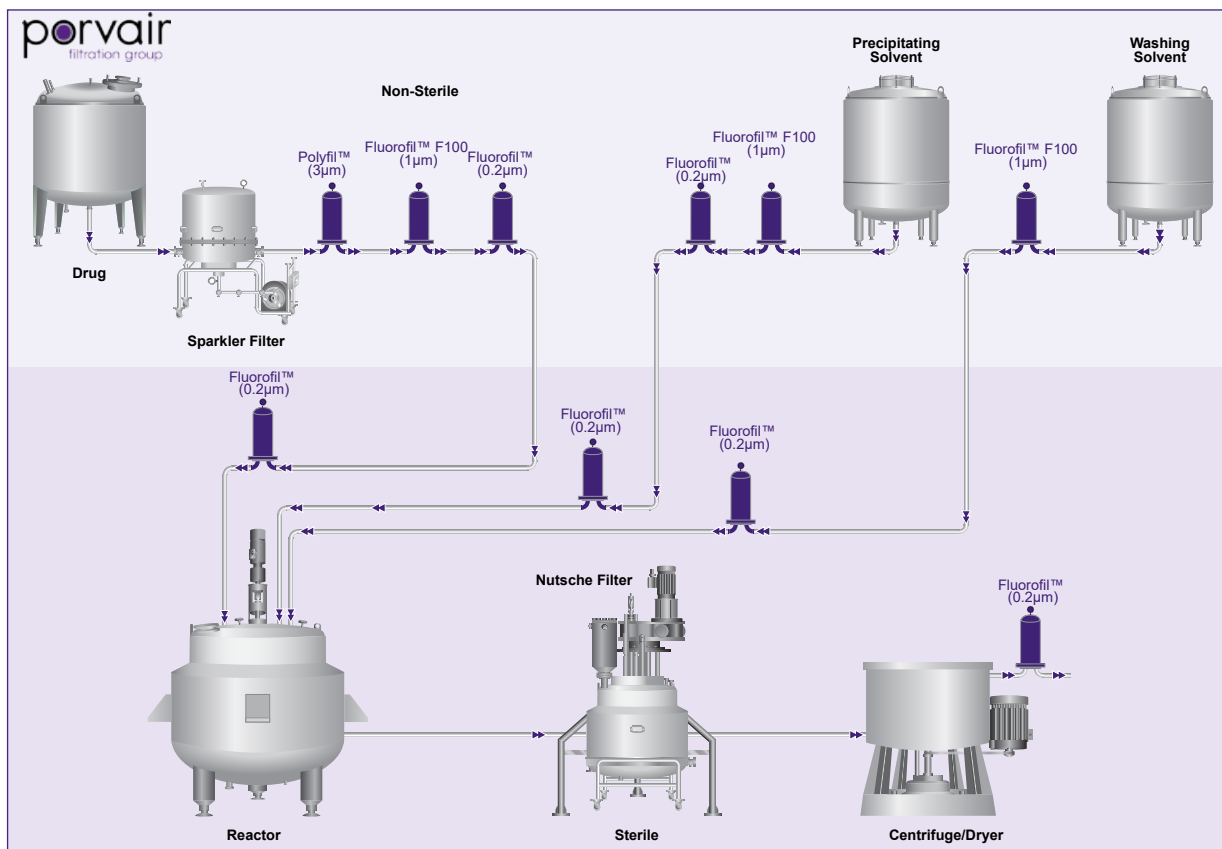 porvair
filtration group
Precipitating
Solvent
Washing
Solvent
Non-Sterile
Polyfil™
(3µm)
Fluorofil™ F100
(1µm)
Fluorofil™
(0.2µm)
Fluorofil™
(0.2µm)
Fluorofil™ F100
(1µm)
Fluorofil™ F100
(1µm)
Drug
Sparkler Filter
Fluorofil™
(0.2µm)
Fluorofil™
(0.2µm)
Fluorofil™
(0.2µm)
Nutsche Filter
Fluorofil™
(0.2µm)
Reactor
Sterile
Centrifuge/Dryer